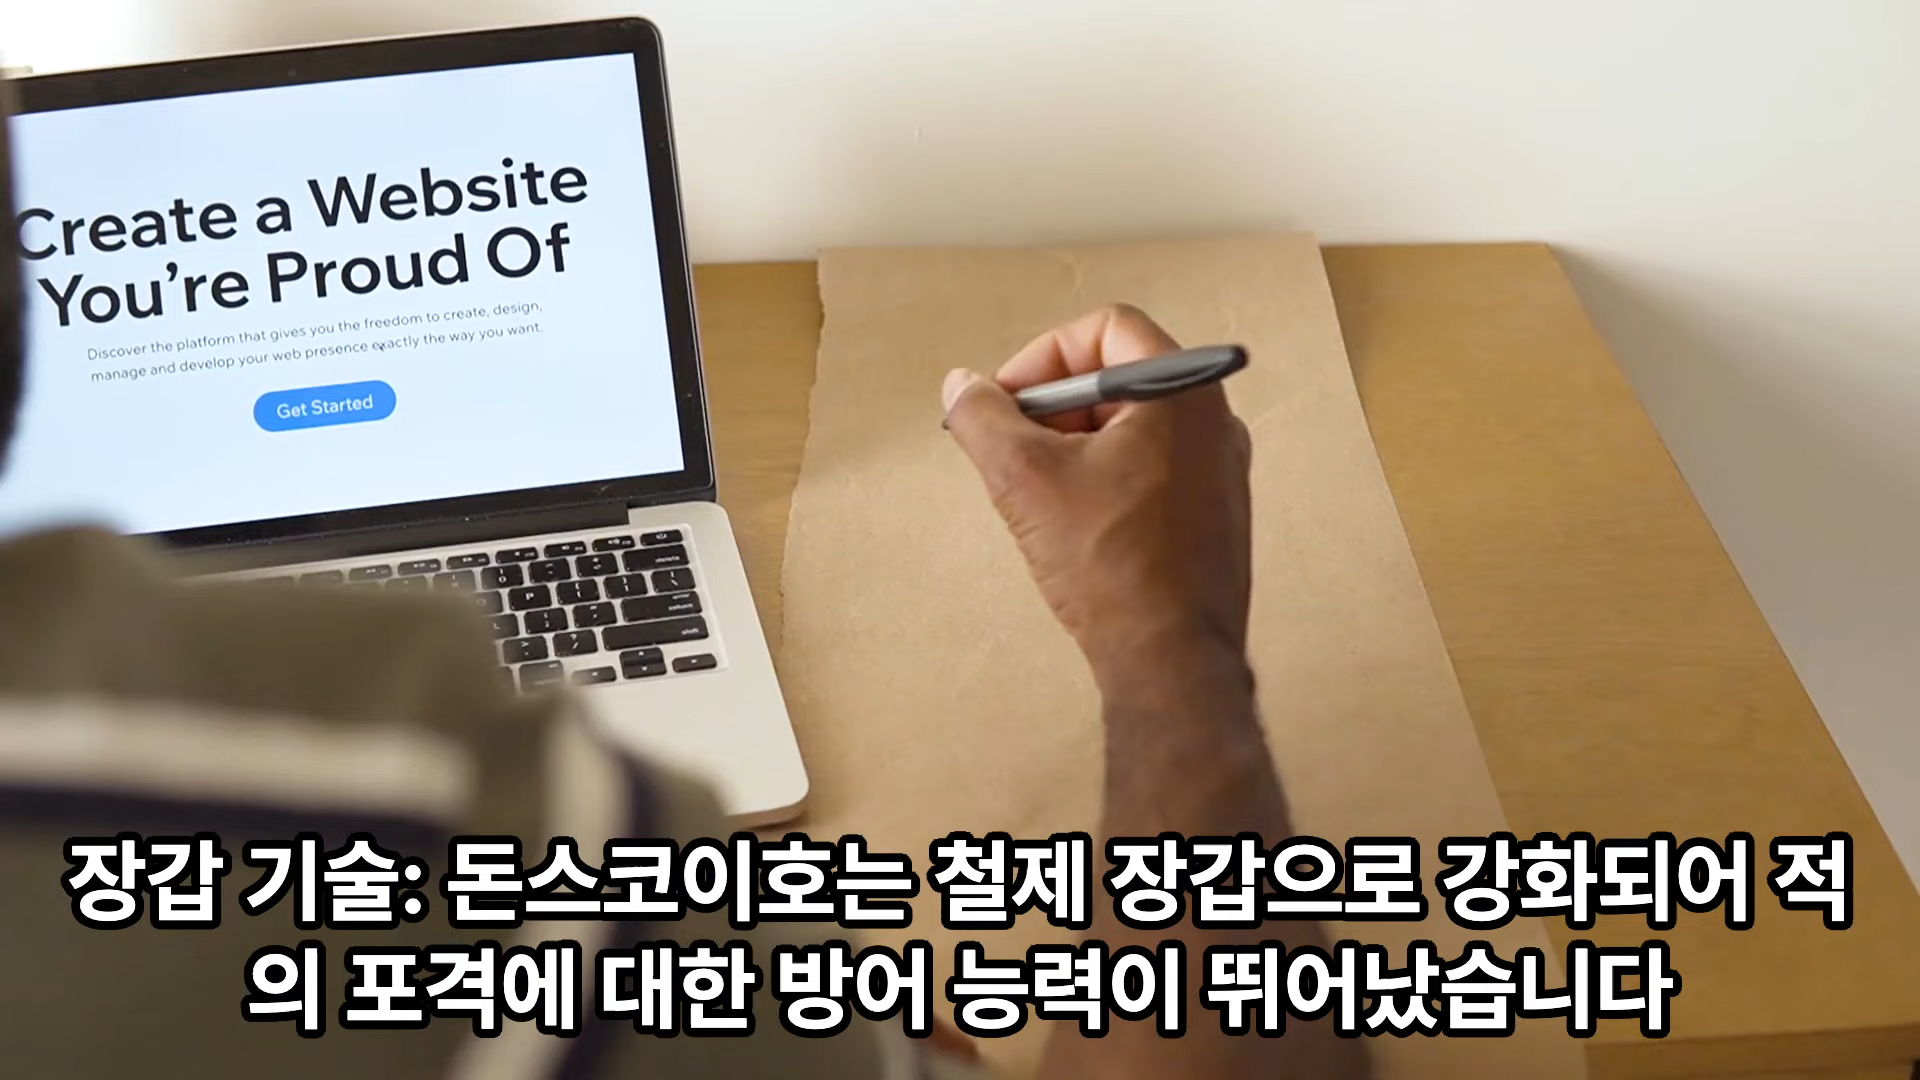 Create a Website
You're Proud Of
Discover the platform that gives you the freedom to create, design,
manage and develop your web presence exactly the way you want.
Get Started
장갑 기술: 돈스코이호는 철제 장갑으로 강화되어 적
의 포격에 대한 방어 능력이 뛰어났습니다